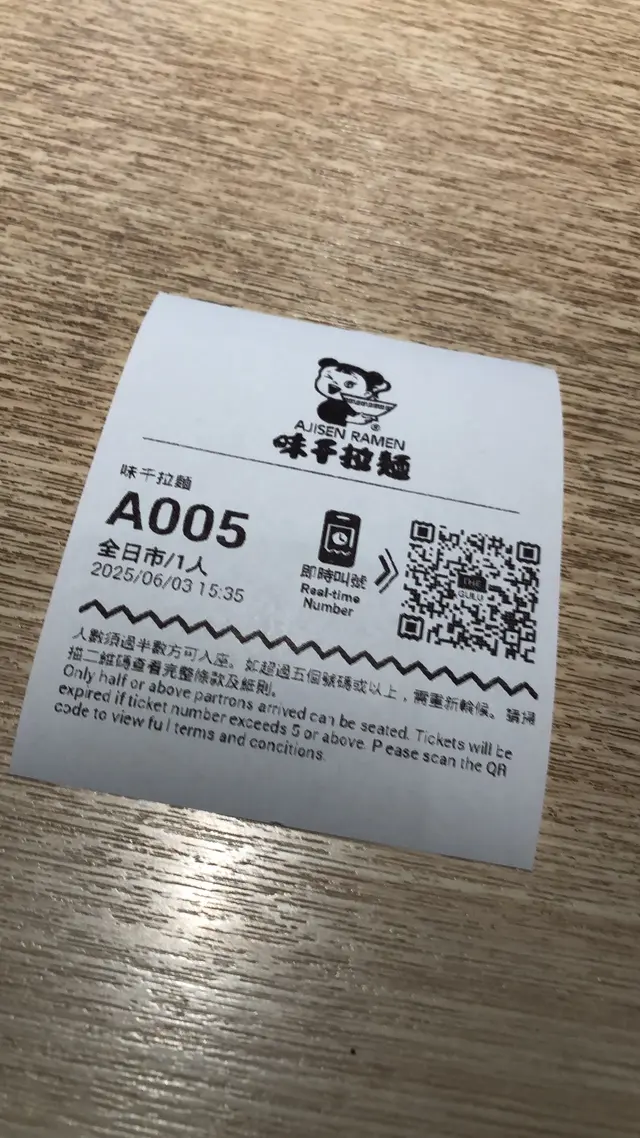 AJISEN RAMEN
味千拉麵
味千拉麵
A005
全日市/1人
2025/06/03 15:35
即時叫號
Real-time
Number
THE
GULU
人數須過半數方可入座。如超過五個號碼或以上，需重新輪候。請掃
描二維碼查看完整條款及細則。
Only half or above partrons arrived can be seated. Tickets will be
expired if ticket number exceeds 5 or above. Please scan the QR
code to view full terms and conditions.